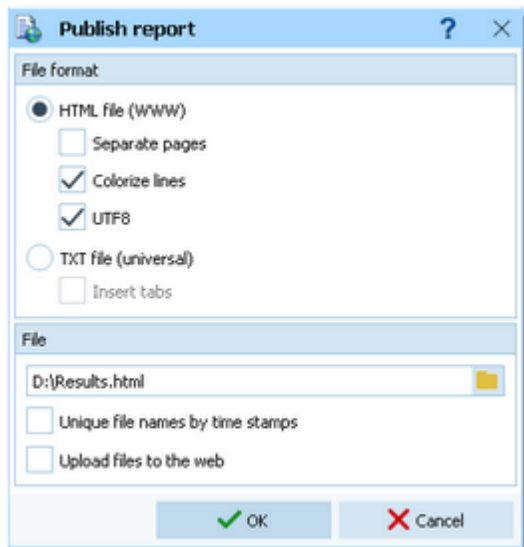 Publish report ?
File format
HTML file (WWW)
Separate pages
Colorize lines
UTF8
TXT file (universal)
Insert tabs
File
D:\Results.html
Unique file names by time stamps
Upload files to the web
OK Cancel